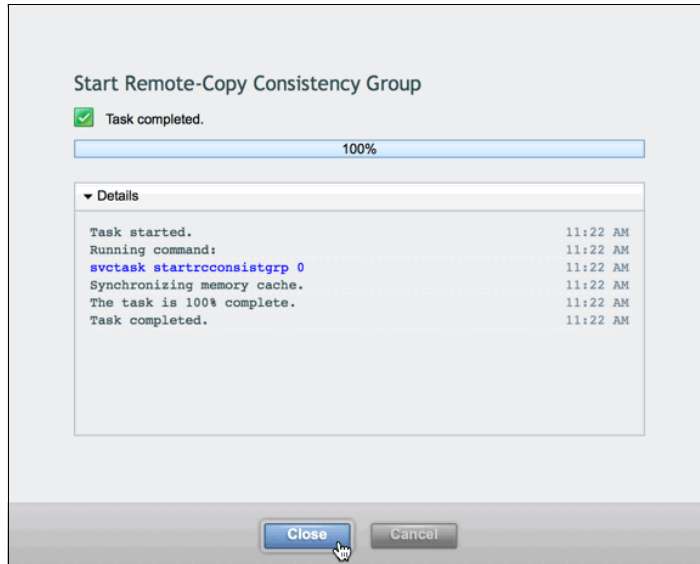 Start Remote-Copy Consistency Group
Task completed.
100%
Details
Task started. 11:22 AM
Running command: 11:22 AM
svctask startrcconsistgrp 0 11:22 AM
Synchronizing memory cache. 11:22 AM
The task is 100% complete. 11:22 AM
Task completed. 11:22 AM
Close Cancel